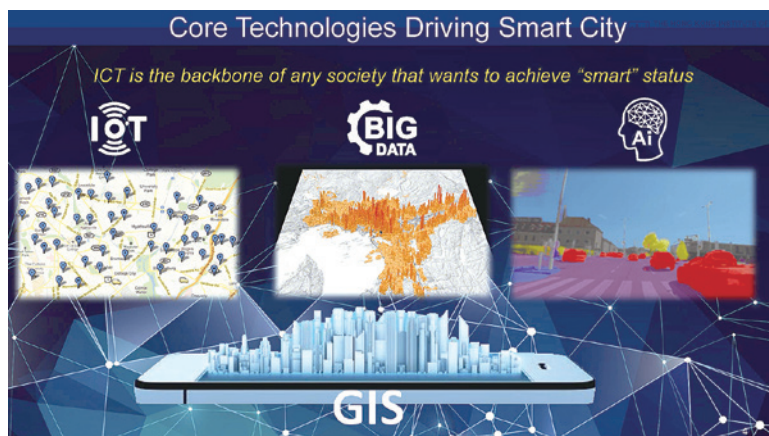 Core Technologies Driving Smart City
ICT is the backbone of any society that wants to achieve “smart” status
IoT
BIG
DATA
Ai
GIS